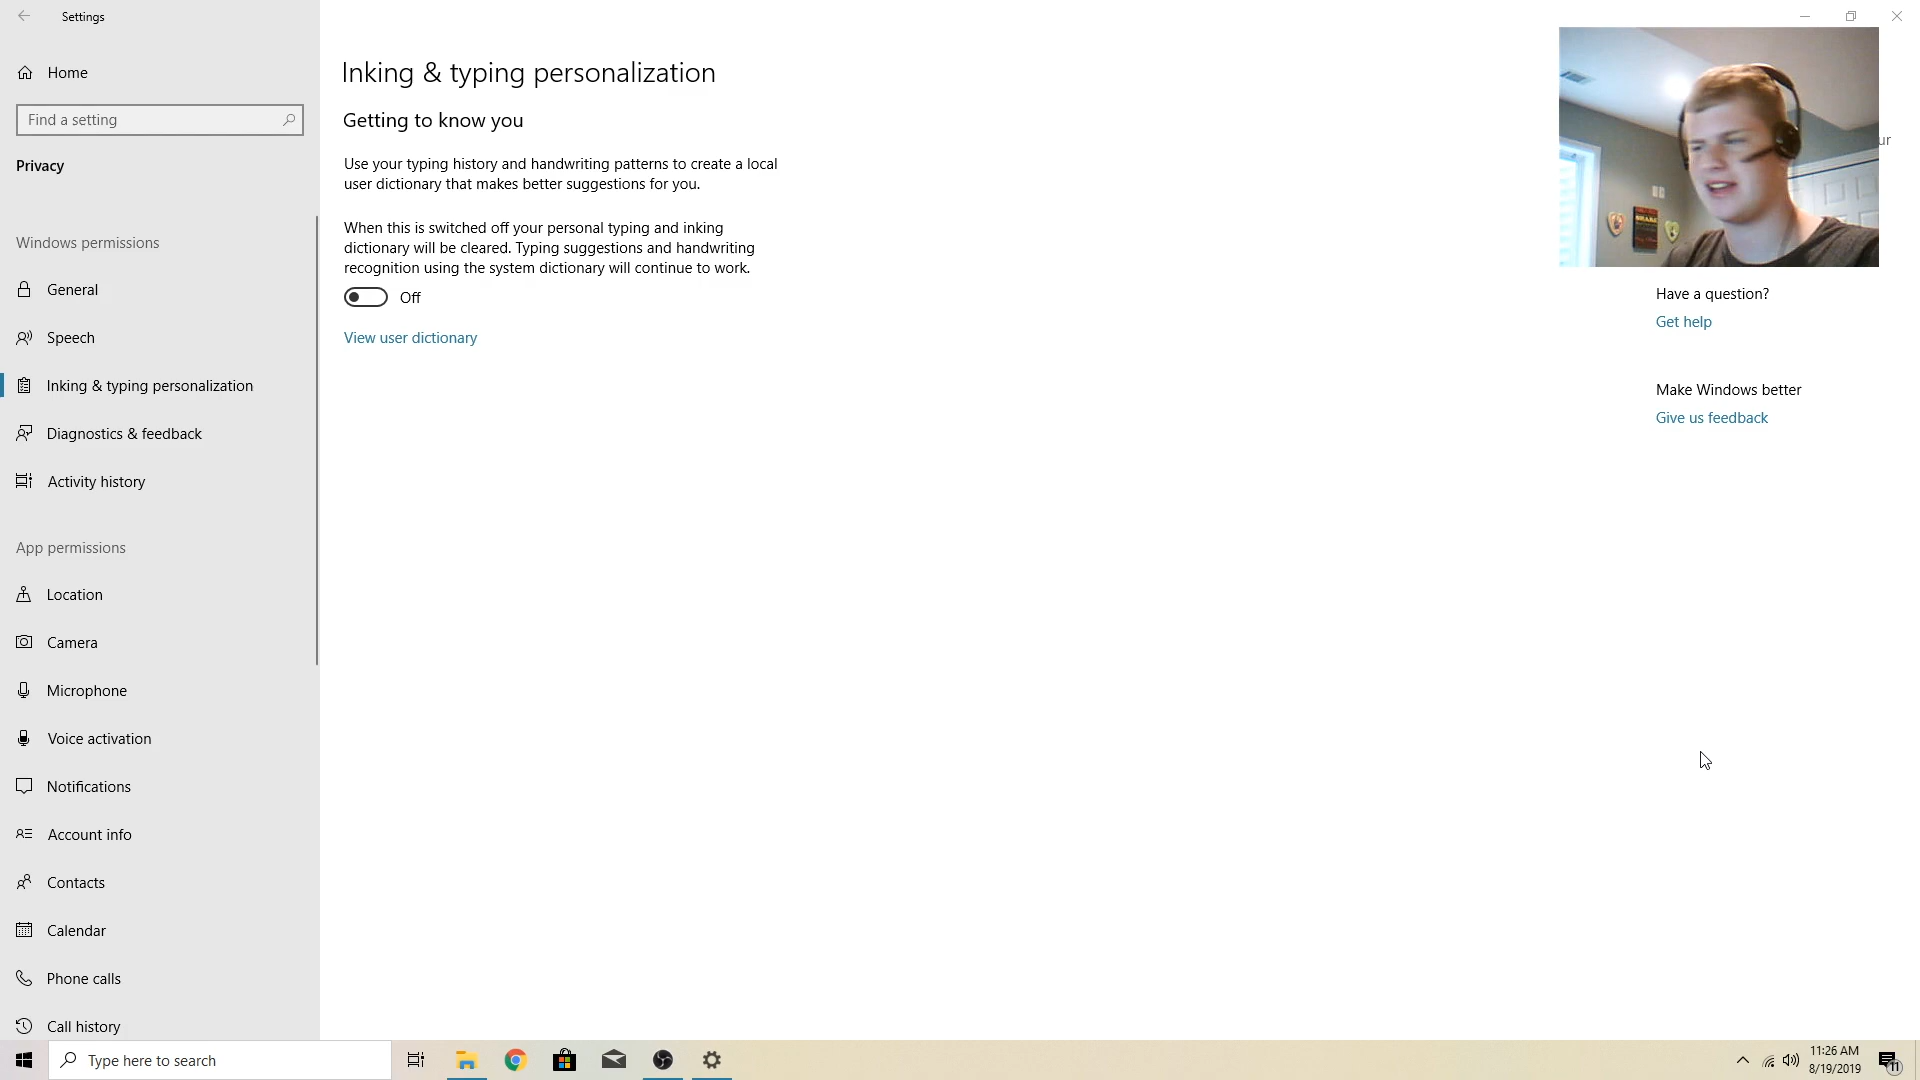 Settings
Home
Find a setting
Privacy
Windows permissions
General
Speech
Inking & typing personalization
Diagnostics & feedback
Activity history
App permissions
Location
Camera
Microphone
Voice activation
Notifications
Account info
Contacts
Calendar
Phone calls
Call history
Inking & typing personalization
Getting to know you
Use your typing history and handwriting patterns to create a local
user dictionary that makes better suggestions for you.
When this is switched off your personal typing and inking
dictionary will be cleared. Typing suggestions and handwriting
recognition using the system dictionary will continue to work.
Off
View user dictionary
ur
Have a question?
Get help
Make Windows better
Give us feedback
Type here to search
11:26 AM
8/19/2019
11